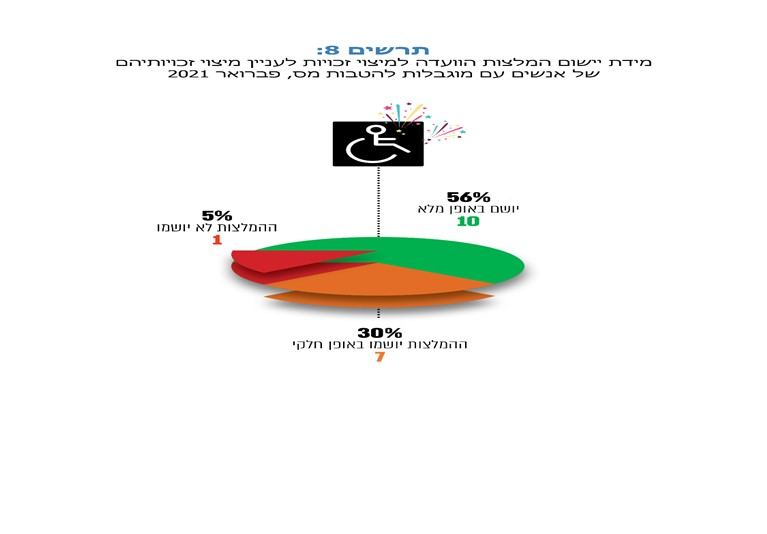 תרשים 8:
מידת יישום המלצות הוועדה למיצוי זכויות לעניין מיצוי זכויותיהם
של אנשים עם מוגבלות להטבות מס, פברואר 2021
56%
יושם באופן מלא
10
5%
ההמלצות לא יושמו
1
30%
ההמלצות יושמו באופן חלקי
7